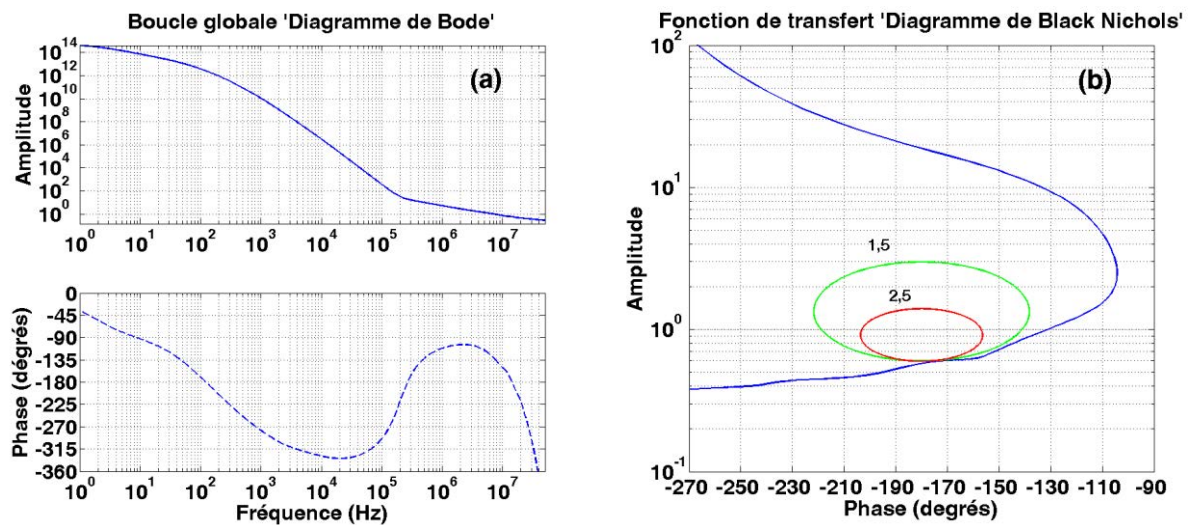 Boucle globale 'Diagramme de Bode'
(a)
Amplitude
10^14
10^12
10^10
10^8
10^6
10^4
10^2
10^0
10^0 10^1 10^2 10^3 10^4 10^5 10^6 10^7
Phase (dégrés)
0
-45
-90
-135
-180
-225
-270
-315
-360
10^0 10^1 10^2 10^3 10^4 10^5 10^6 10^7
Fréquence (Hz)
Fonction de transfert 'Diagramme de Black Nichols'
(b)
Amplitude
10^2
10^1
10^0
10^-1
1,5
2,5
-270 -250 -230 -210 -190 -170 -150 -130 -110 -90
Phase (degrés)